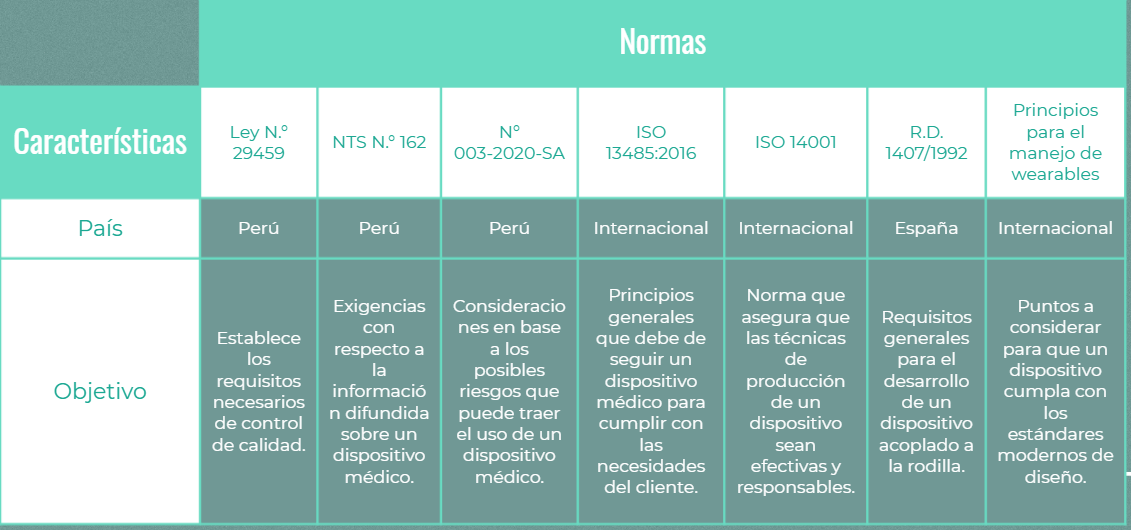 Normas
Características
Ley N.°
29459
NTS N.° 162
N°
003-2020-SA
ISO
13485:2016
ISO 14001
R.D.
1407/1992
Principios
para el
manejo de
wearables
País
Perú
Perú
Perú
Internacional
Internacional
España
Internacional
Objetivo
Establece
los
requisitos
necesarios
de control
de calidad.
Exigencias
con
respecto a
la
informació
n difundida
sobre un
dispositivo
médico.
Consideracio
nes en base
a los
posibles
riesgos que
puede traer
el uso de un
dispositivo
médico.
Principios
generales
que debe de
seguir un
dispositivo
médico para
cumplir con
las
necesidades
del cliente.
Norma que
asegura que
las técnicas
de
producción
de un
dispositivo
sean
efectivas y
responsables.
Requisitos
generales
para el
desarrollo
de un
dispositivo
acoplado a
la rodilla.
Puntos a
considerar
para que un
dispositivo
cumpla con
los
estándares
modernos de
diseño.